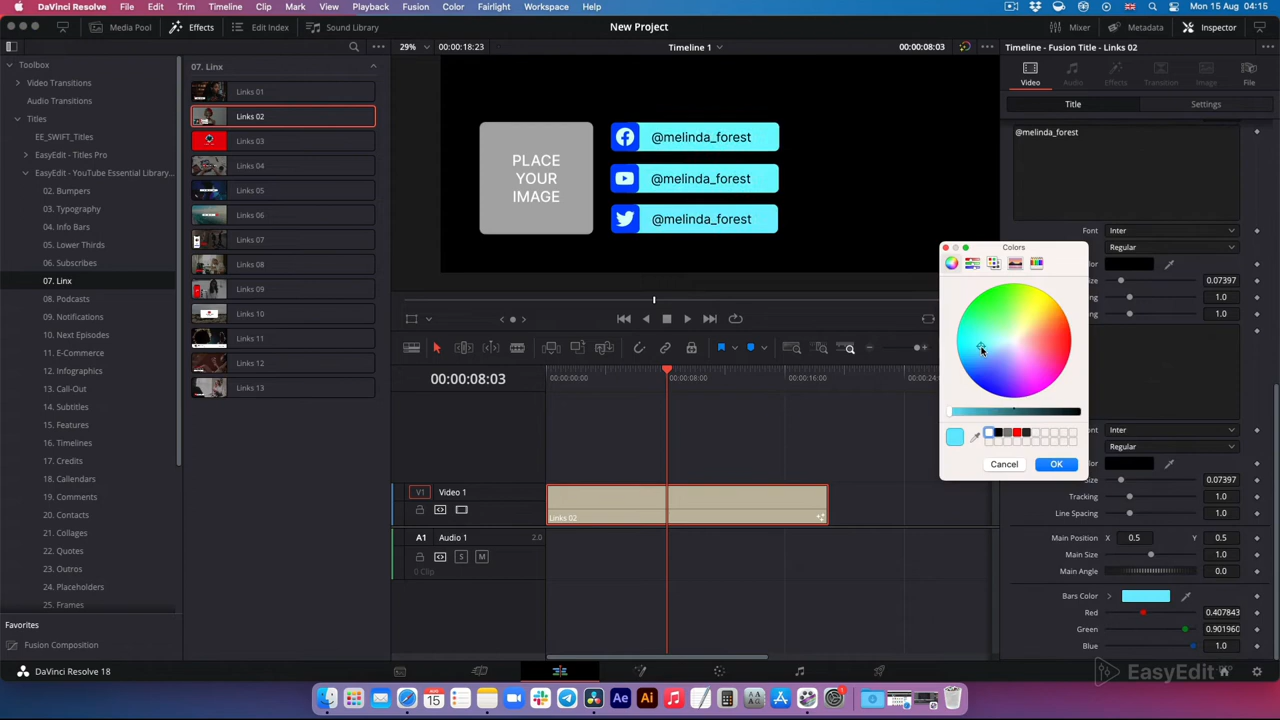 DaVinci Resolve File Edit Trim Timeline Clip Mark View Playback Fusion Color Fairlight Workspace Help Mon 15 Aug 04:15
Media Pool Effects Edit Index Sound Library New Project Mixer Metadata Inspector
29% 00:00:18:23 Timeline 1 00:00:08:03 Timeline - Fusion Title - Links 02
Toolbox
Video Transitions
Audio Transitions
Titles
EE_SWIFT_Titles
EasyEdit - Titles Pro
EasyEdit - YouTube Essential Library...
02. Bumpers
03. Typography
04. Info Bars
05. Lower Thirds
06. Subscribes
07. Linx
08. Podcasts
09. Notifications
10. Next Episodes
11. E-Commerce
12. Infographics
13. Call-Out
14. Subtitles
15. Features
16. Timelines
17. Credits
18. Callendars
19. Comments
20. Contacts
21. Collages
22. Quotes
23. Outros
24. Placeholders
25. Frames
Favorites
Fusion Composition
07. Linx
Links 01
Links 02
Links 03
Links 04
Links 05
Links 06
Links 07
Links 08
Links 09
Links 10
Links 11
Links 12
Links 13
PLACE
YOUR
IMAGE
@melinda_forest
@melinda_forest
@melinda_forest
00:00:08:03
00:00:00:00 00:00:08:00 00:00:16:00
V1 Video 1
Links 02
A1 Audio 1 2.0
S M
0 Clip
Colors
Cancel OK
Video Audio Effects Transition Image File
Title Settings
@melinda_forest
Font Inter
Regular
0.07397
1.0
1.0
Font Inter
Regular
0.07397
Tracking 1.0
Line Spacing 1.0
Main Position X 0.5 Y 0.5
Main Size 1.0
Main Angle 0.0
Bars Color
Red 0.407843
Green 0.901960
Blue 1.0
DaVinci Resolve 18
EasyEdit